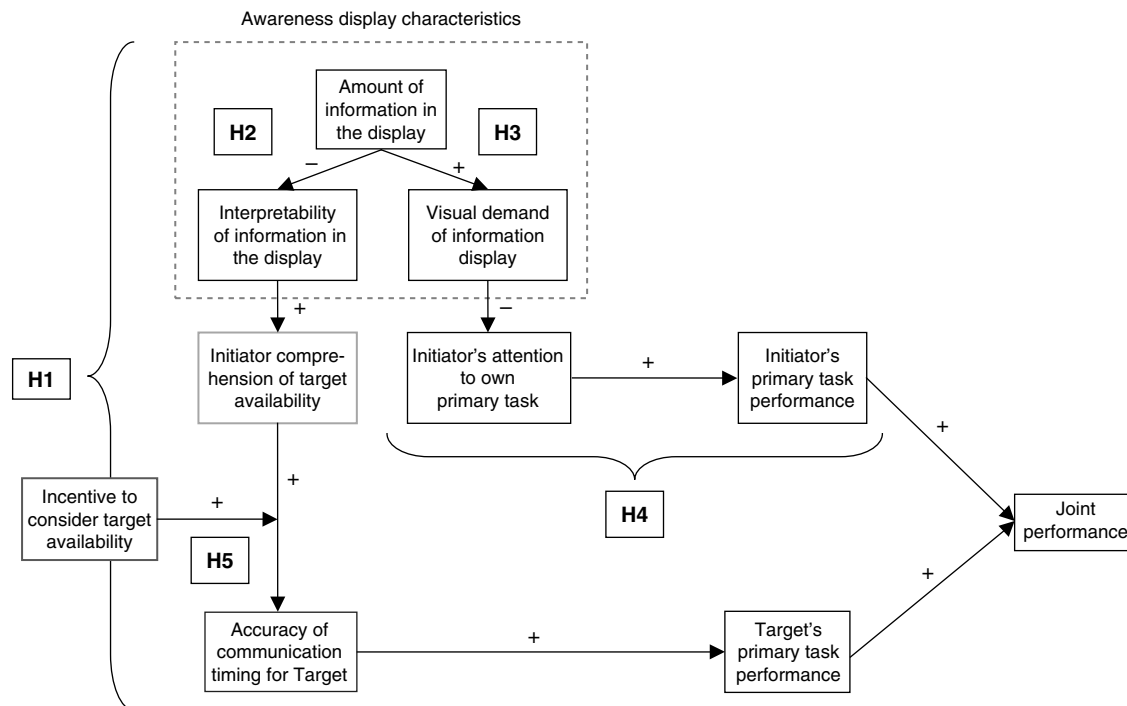 Awareness display characteristics
Amount of
information in
the display
H2
H3
–
+
Interpretability
of information in
the display
Visual demand
of information
display
+
–
H1
Initiator compre-
hension of target
availability
Initiator's attention
to own
primary task
+
Initiator's
primary task
performance
+
+
H4
Incentive to
consider target
availability
+
H5
Joint
performance
+
Accuracy of
communication
timing for Target
+
Target's
primary task
performance